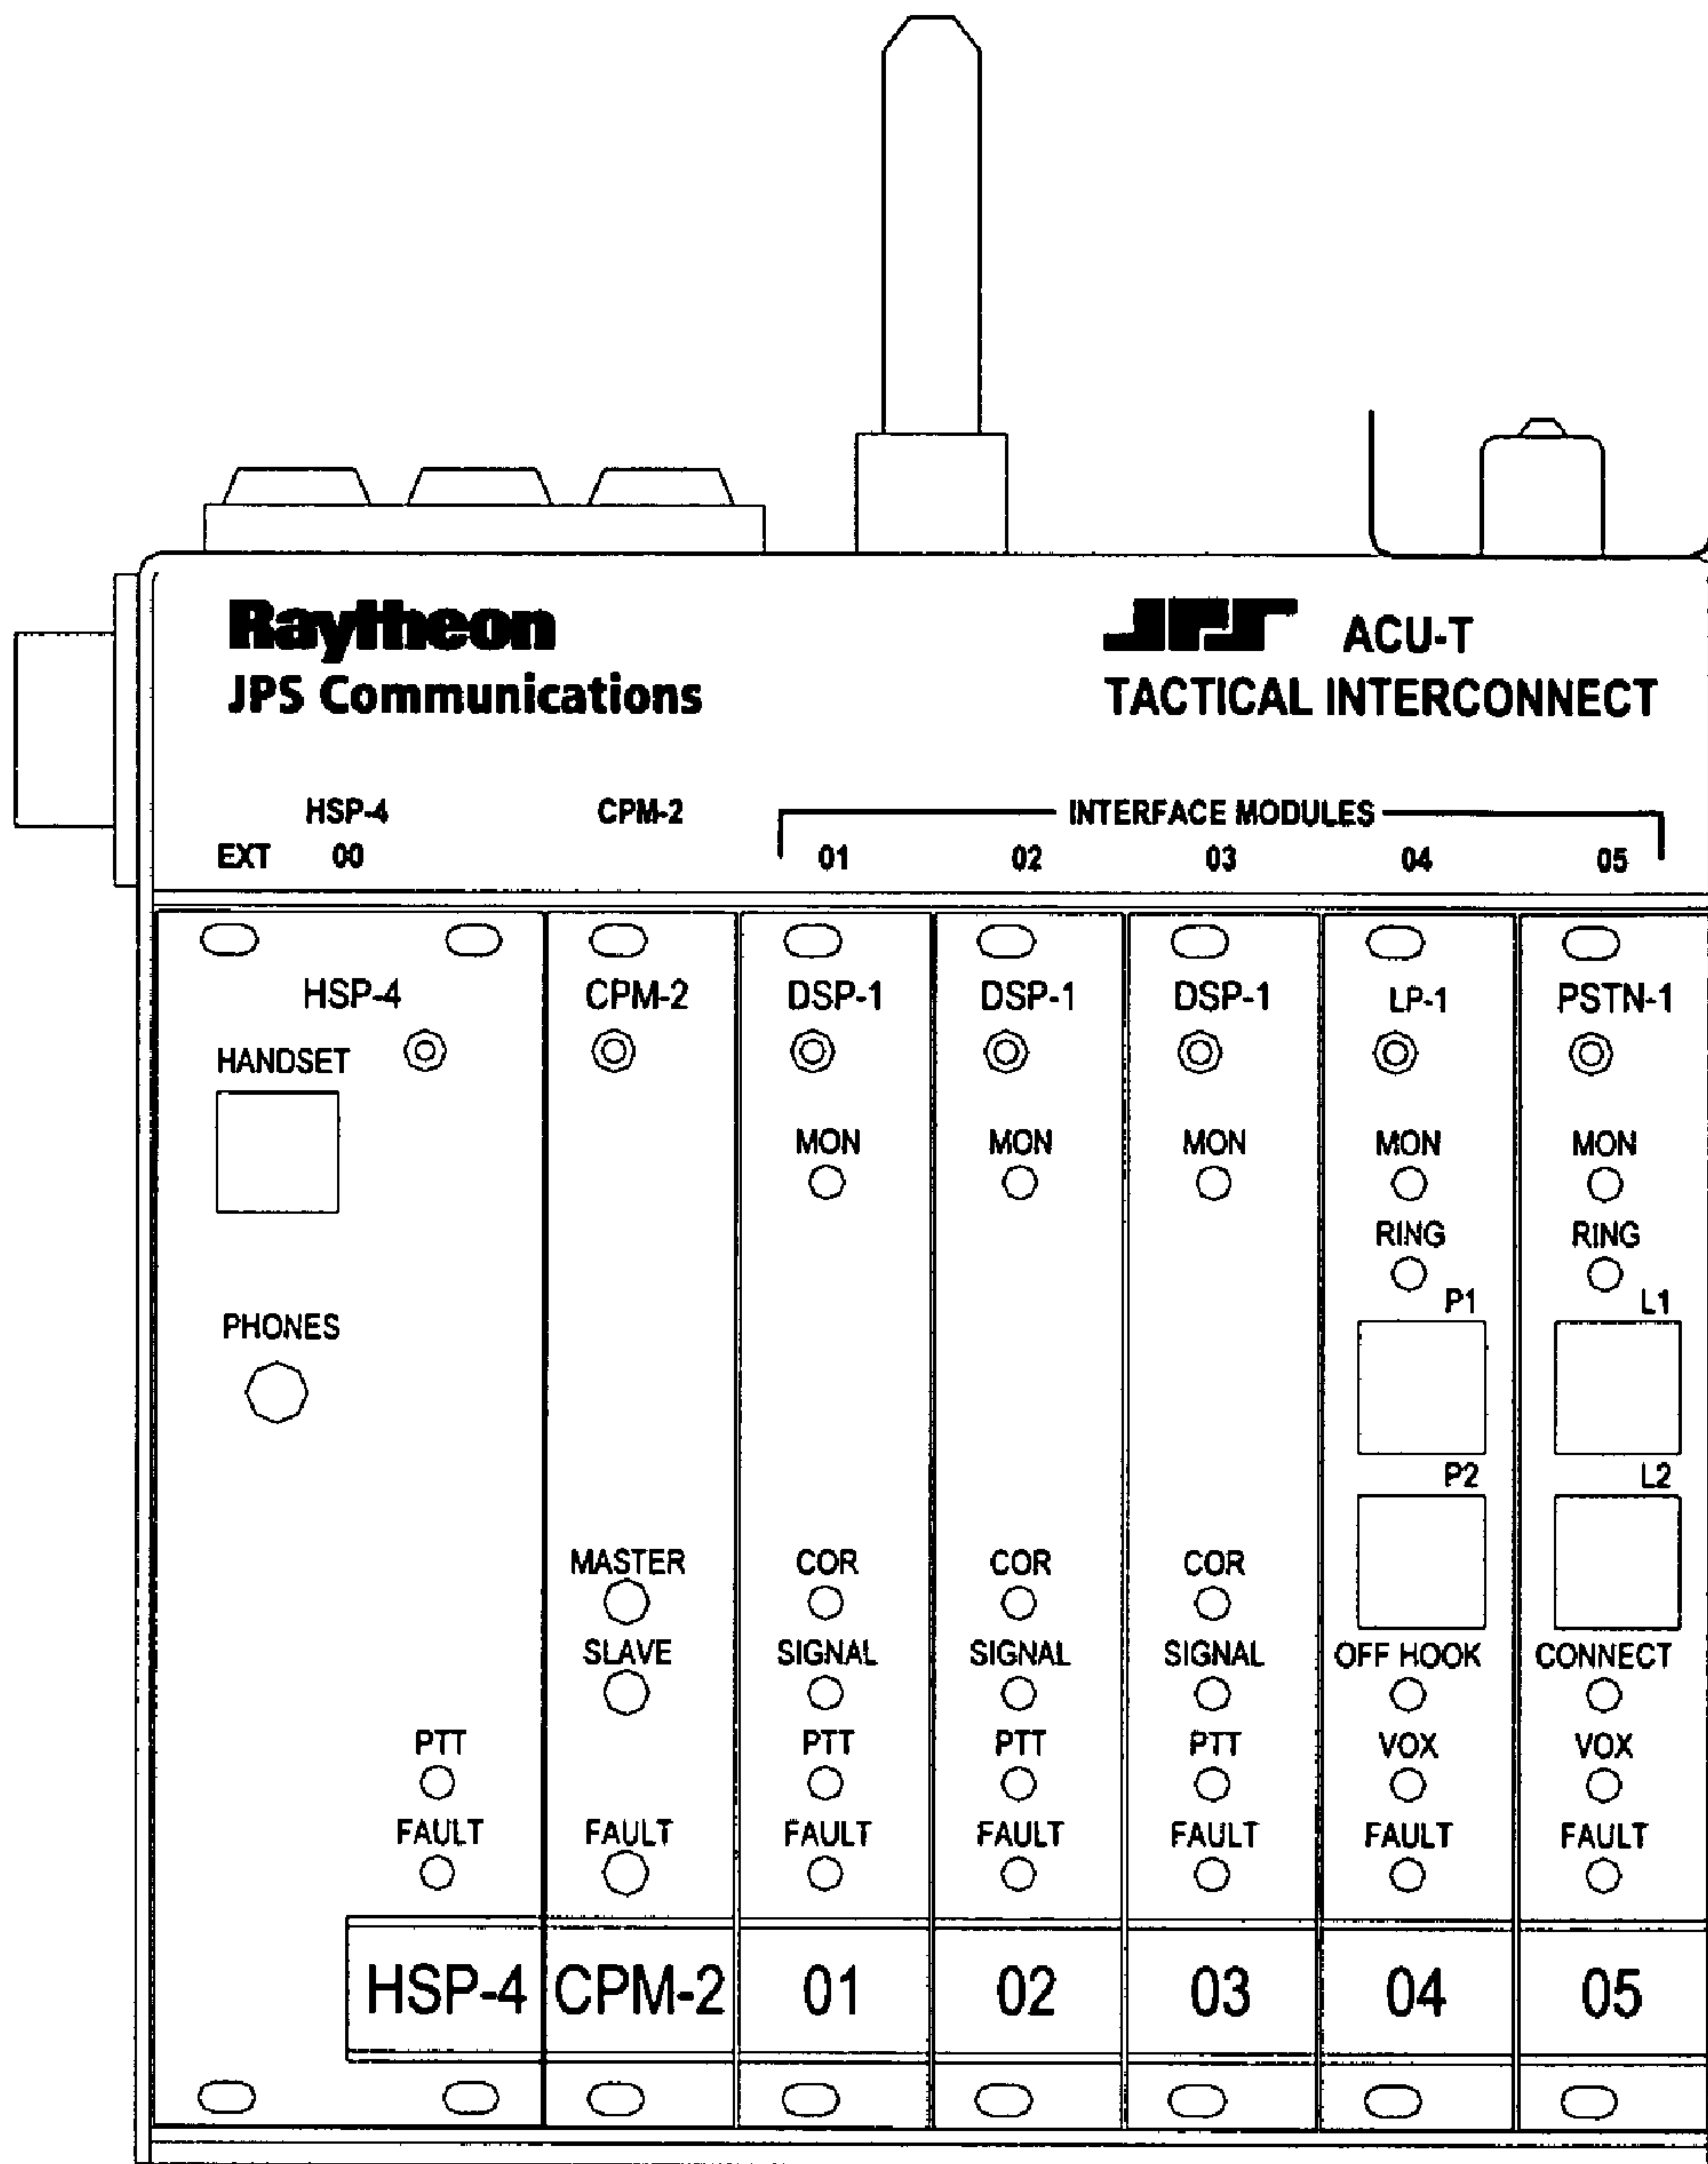 Raytheon
JPS Communications
JPS ACU-T
TACTICAL INTERCONNECT
HSP-4 CPM-2 INTERFACE MODULES
EXT 00 01 02 03 04 05
HSP-4 CPM-2 DSP-1 DSP-1 DSP-1 LP-1 PSTN-1
HANDSET
MON MON MON MON MON
RING RING
P1 L1
PHONES
P2 L2
MASTER COR COR COR
SLAVE SIGNAL SIGNAL SIGNAL OFF HOOK CONNECT
PTT PTT PTT PTT VOX VOX
FAULT FAULT FAULT FAULT FAULT FAULT FAULT
HSP-4 CPM-2 01 02 03 04 05